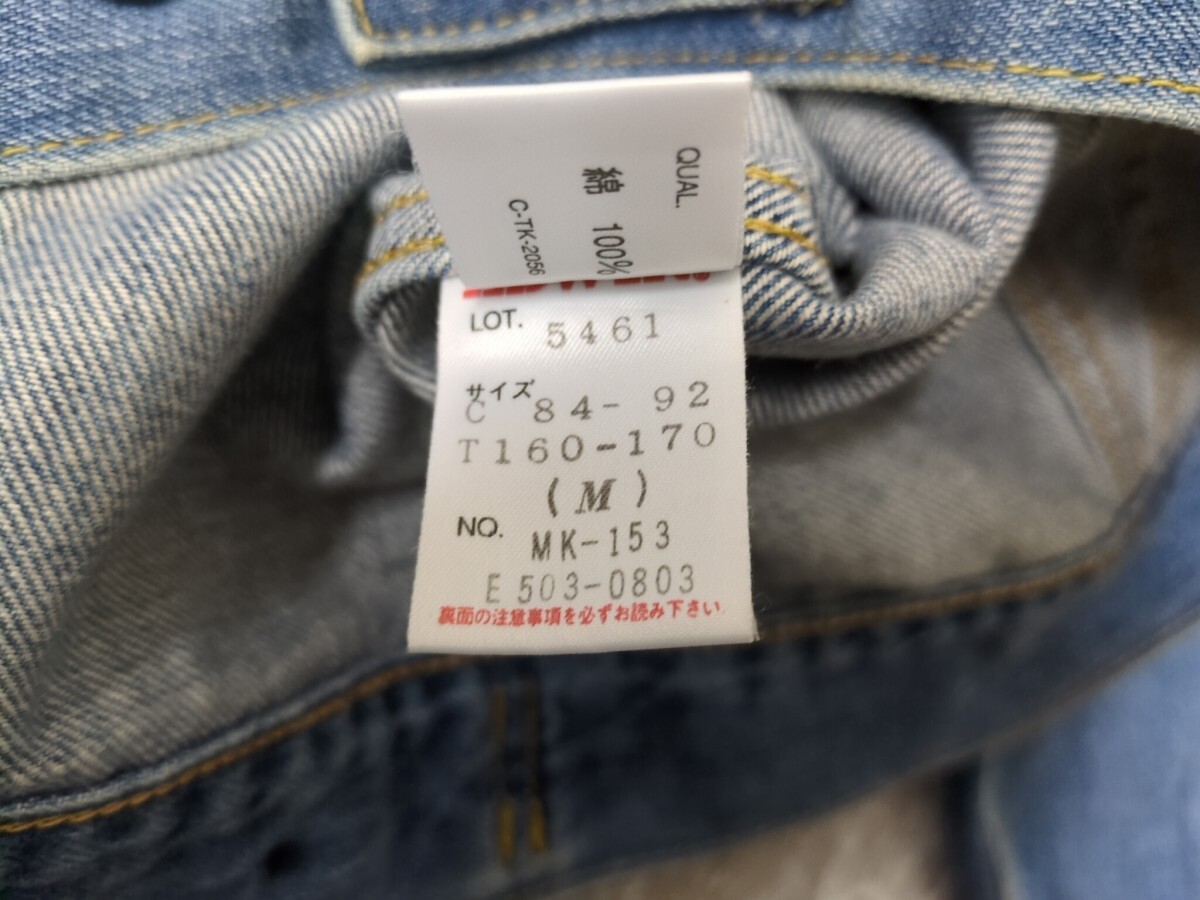 QUAL.
綿 100%
C-TK-2056
LOT. 5461
サイズ
C 84- 92
T160-170
(M)
NO. MK-153
E 503-0803
裏面の注意事項を必ずお読み下さい